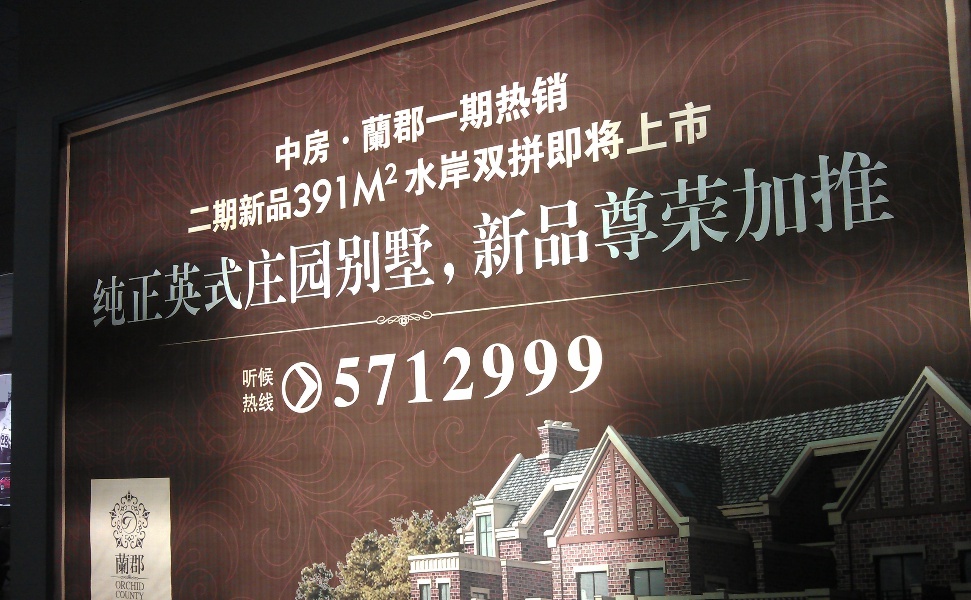 中房·蘭郡一期热销
二期新品391M²水岸双拼即将上市
纯正英式庄园别墅,新品尊荣加推
听候
热线
5712999
蘭郡
ORCHID
COUNTY